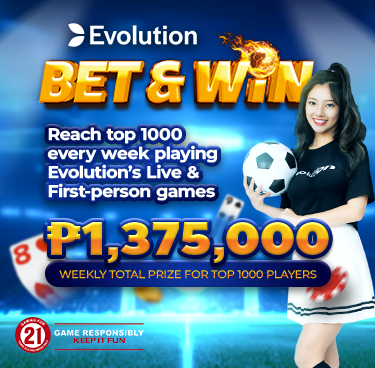 Evolution
BET & WIN
Reach top 1000
every week playing
Evolution's Live &
First-person games
₱1,375,000
WEEKLY TOTAL PRIZE FOR TOP 1000 PLAYERS
21
GAME RESPONSIBLY
KEEP IT FUN